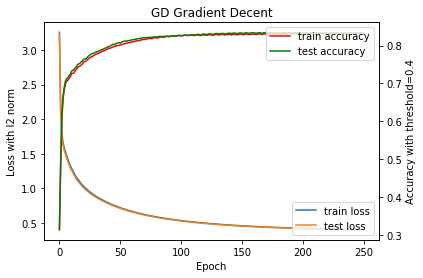 GD Gradient Decent
train accuracy
test accuracy
Loss with l2 norm
3.0
2.5
2.0
1.5
1.0
0.5
0.8
0.7
0.6
0.5
0.4
0.3
Accuracy with threshold=0.4
train loss
test loss
0
50
100
150
200
250
Epoch